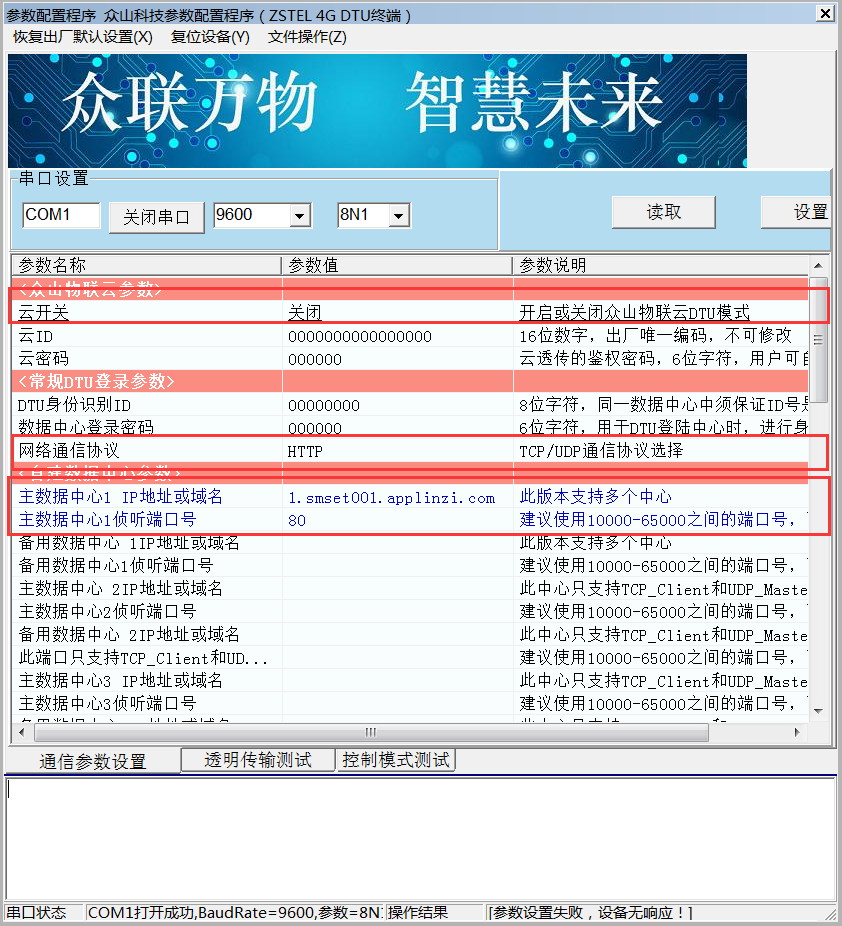 参数配置程序 众山科技参数配置程序（ZSTEL 4G DTU终端）
恢复出厂默认设置(X) 复位设备(Y) 文件操作(Z)
众联万物 智慧未来
串口设置
COM1 关闭串口 9600 8N1 读取 设置
参数名称 参数值 参数说明
<众山物联云参数>
云开关 关闭 开启或关闭众山物联云DTU模式
云ID 0000000000000000 16位数字，出厂唯一编码，不可修改
云密码 000000 云透传的鉴权密码，6位字符，用户可自
<常规DTU登录参数>
DTU身份识别ID 00000000 8位字符，同一数据中心中须保证ID号是
数据中心登录密码 000000 6位字符，用于DTU登陆中心时，进行身
网络通信协议 HTTP TCP/UDP通信协议选择
<自建数据中心参数>
主数据中心1 IP地址或域名 1.smset001.applinzi.com 此版本支持多个中心
主数据中心1侦听端口号 80 建议使用10000-65000之间的端口号，
备用数据中心 1IP地址或域名 此版本支持多个中心
备用数据中心1侦听端口号 建议使用10000-65000之间的端口号，
主数据中心 2IP地址或域名 此中心只支持TCP_Client和UDP_Maste
主数据中心2侦听端口号 建议使用10000-65000之间的端口号，
备用数据中心 2IP地址或域名 此中心只支持TCP_Client和UDP_Maste
此端口只支持TCP_Client和UD... 建议使用10000-65000之间的端口号，
主数据中心3 IP地址或域名 此中心只支持TCP_Client和UDP_Maste
主数据中心3侦听端口号 建议使用10000-65000之间的端口号，
通信参数设置 透明传输测试 控制模式测试
串口状态 COM1打开成功,BaudRate=9600,参数=8N1 操作结果 [参数设置失败，设备无响应！]